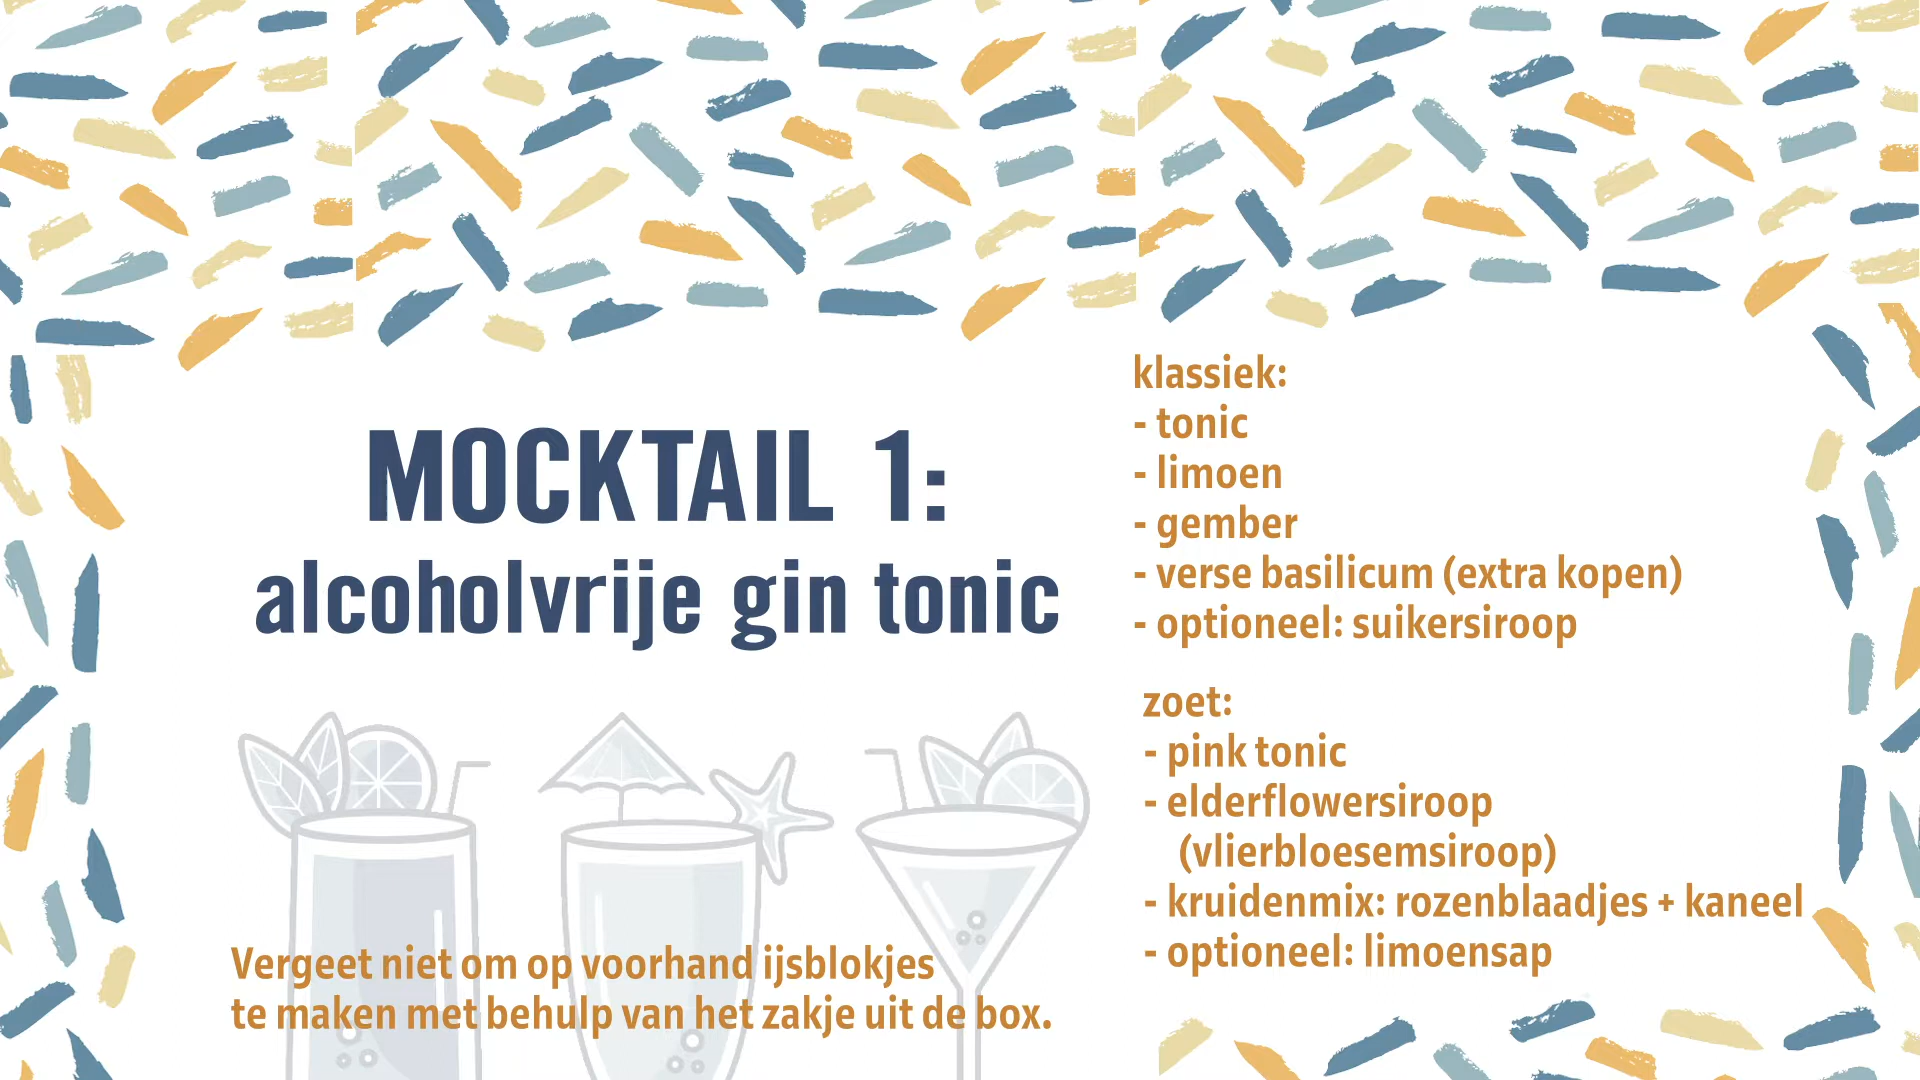 MOCKTAIL 1:
alcoholvrije gin tonic
Vergeet niet om op voorhand ijsblokjes
te maken met behulp van het zakje uit de box.
klassiek:
- tonic
- limoen
- gember
- verse basilicum (extra kopen)
- optioneel: suikersiroop
zoet:
- pink tonic
- elderflowersiroop
(vlierbloesemsiroop)
- kruidenmix: rozenblaadjes + kaneel
- optioneel: limoensap